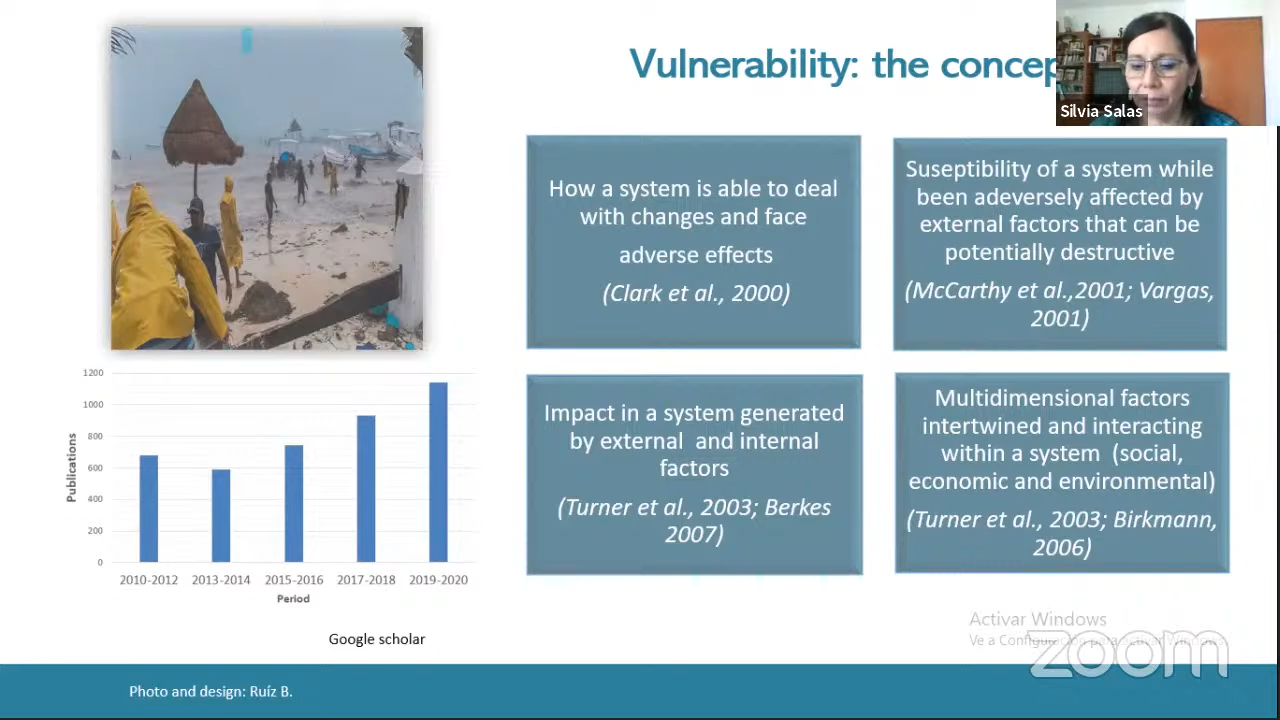 Vulnerability: the concep
Silvia Salas
How a system is able to deal
with changes and face
adverse effects
(Clark et al., 2000)
Suseptibility of a system while
been adeversely affected by
external factors that can be
potentially destructive
(McCarthy et al.,2001; Vargas,
2001)
Impact in a system generated
by external and internal
factors
(Turner et al., 2003; Berkes
2007)
Multidimensional factors
intertwined and interacting
within a system (social,
economic and environmental)
(Turner et al., 2003; Birkmann,
2006)
1200
1000
800
600
400
200
0
Publications
2010-2012 2013-2014 2015-2016 2017-2018 2019-2020
Period
Google scholar
Activar Windows
Ve a Configuración para activar Windows.
zoom
Photo and design: Ruíz B.